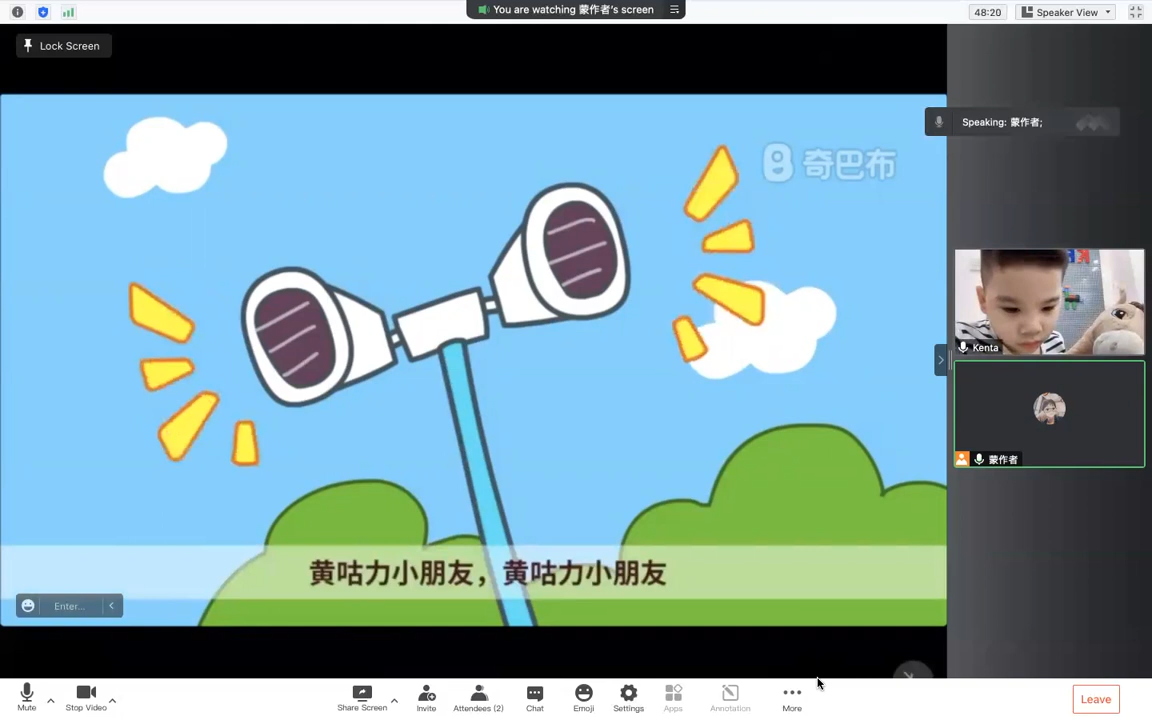 You are watching 蒙作者's screen
48:20
Speaker View
Lock Screen
Speaking: 蒙作者;
奇巴布
Kenta
蒙作者
黄咕力小朋友，黄咕力小朋友
Enter...
Mute
Stop Video
Share Screen
Invite
Attendees (2)
Chat
Emoji
Settings
Apps
Annotation
More
Leave